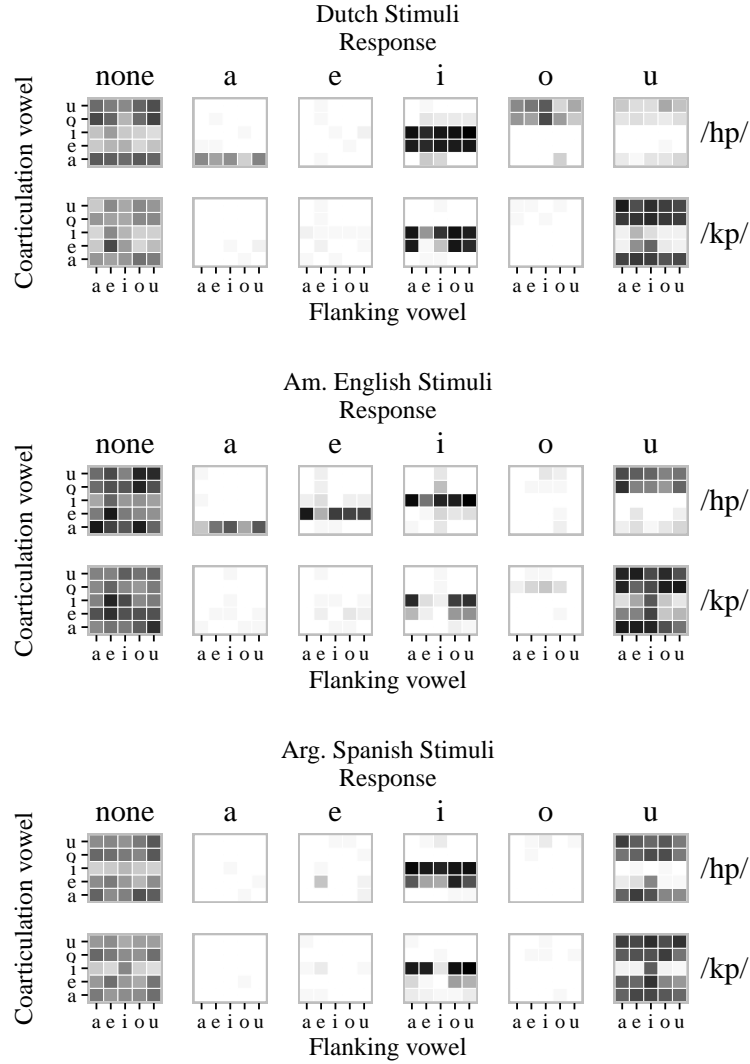 Dutch Stimuli
Response
none a e i o u
Coarticulation vowel
u
o
i
e
a
/hp/
u
o
i
e
a
/kp/
a e i o u a e i o u a e i o u a e i o u a e i o u a e i o u
Flanking vowel
Am. English Stimuli
Response
none a e i o u
Coarticulation vowel
u
o
i
e
a
/hp/
u
o
i
e
a
/kp/
a e i o u a e i o u a e i o u a e i o u a e i o u a e i o u
Flanking vowel
Arg. Spanish Stimuli
Response
none a e i o u
Coarticulation vowel
u
o
i
e
a
/hp/
u
o
i
e
a
/kp/
a e i o u a e i o u a e i o u a e i o u a e i o u a e i o u
Flanking vowel